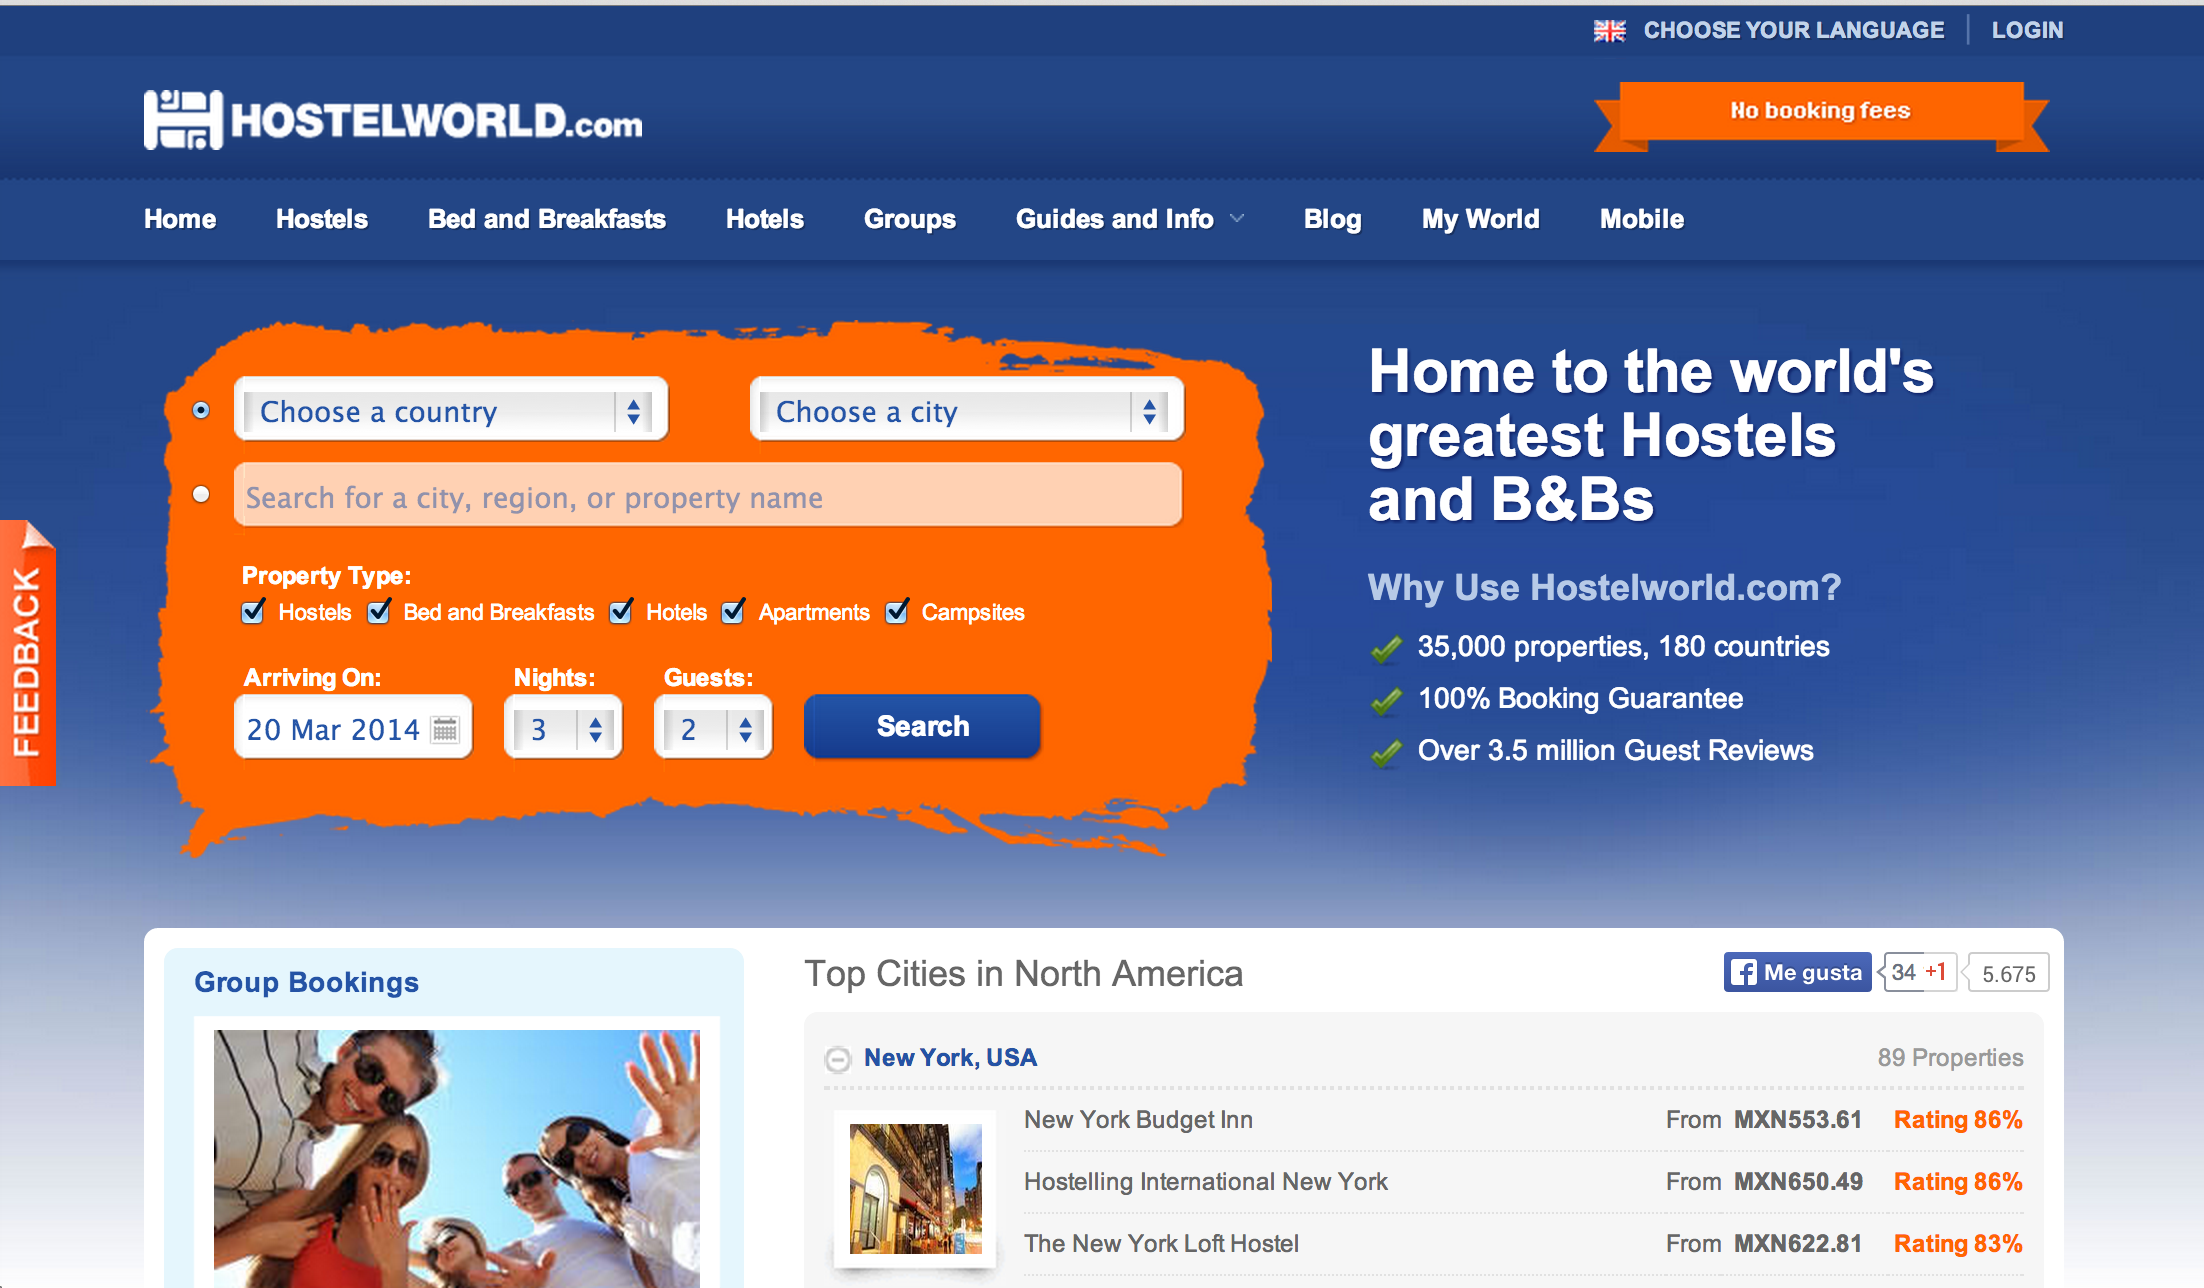 CHOOSE YOUR LANGUAGE
LOGIN
HOSTELWORLD.com
No booking fees
Home Hostels Bed and Breakfasts Hotels Groups Guides and Info Blog My World Mobile
Choose a country
Choose a city
Search for a city, region, or property name
Property Type:
Hostels Bed and Breakfasts Hotels Apartments Campsites
Arriving On: Nights: Guests:
20 Mar 2014 3 2 Search
FEEDBACK
Home to the world's
greatest Hostels
and B&Bs
Why Use Hostelworld.com?
35,000 properties, 180 countries
100% Booking Guarantee
Over 3.5 million Guest Reviews
Group Bookings
Top Cities in North America
Me gusta 34 +1 5.675
New York, USA 89 Properties
New York Budget Inn From MXN553.61 Rating 86%
Hostelling International New York From MXN650.49 Rating 86%
The New York Loft Hostel From MXN622.81 Rating 83%